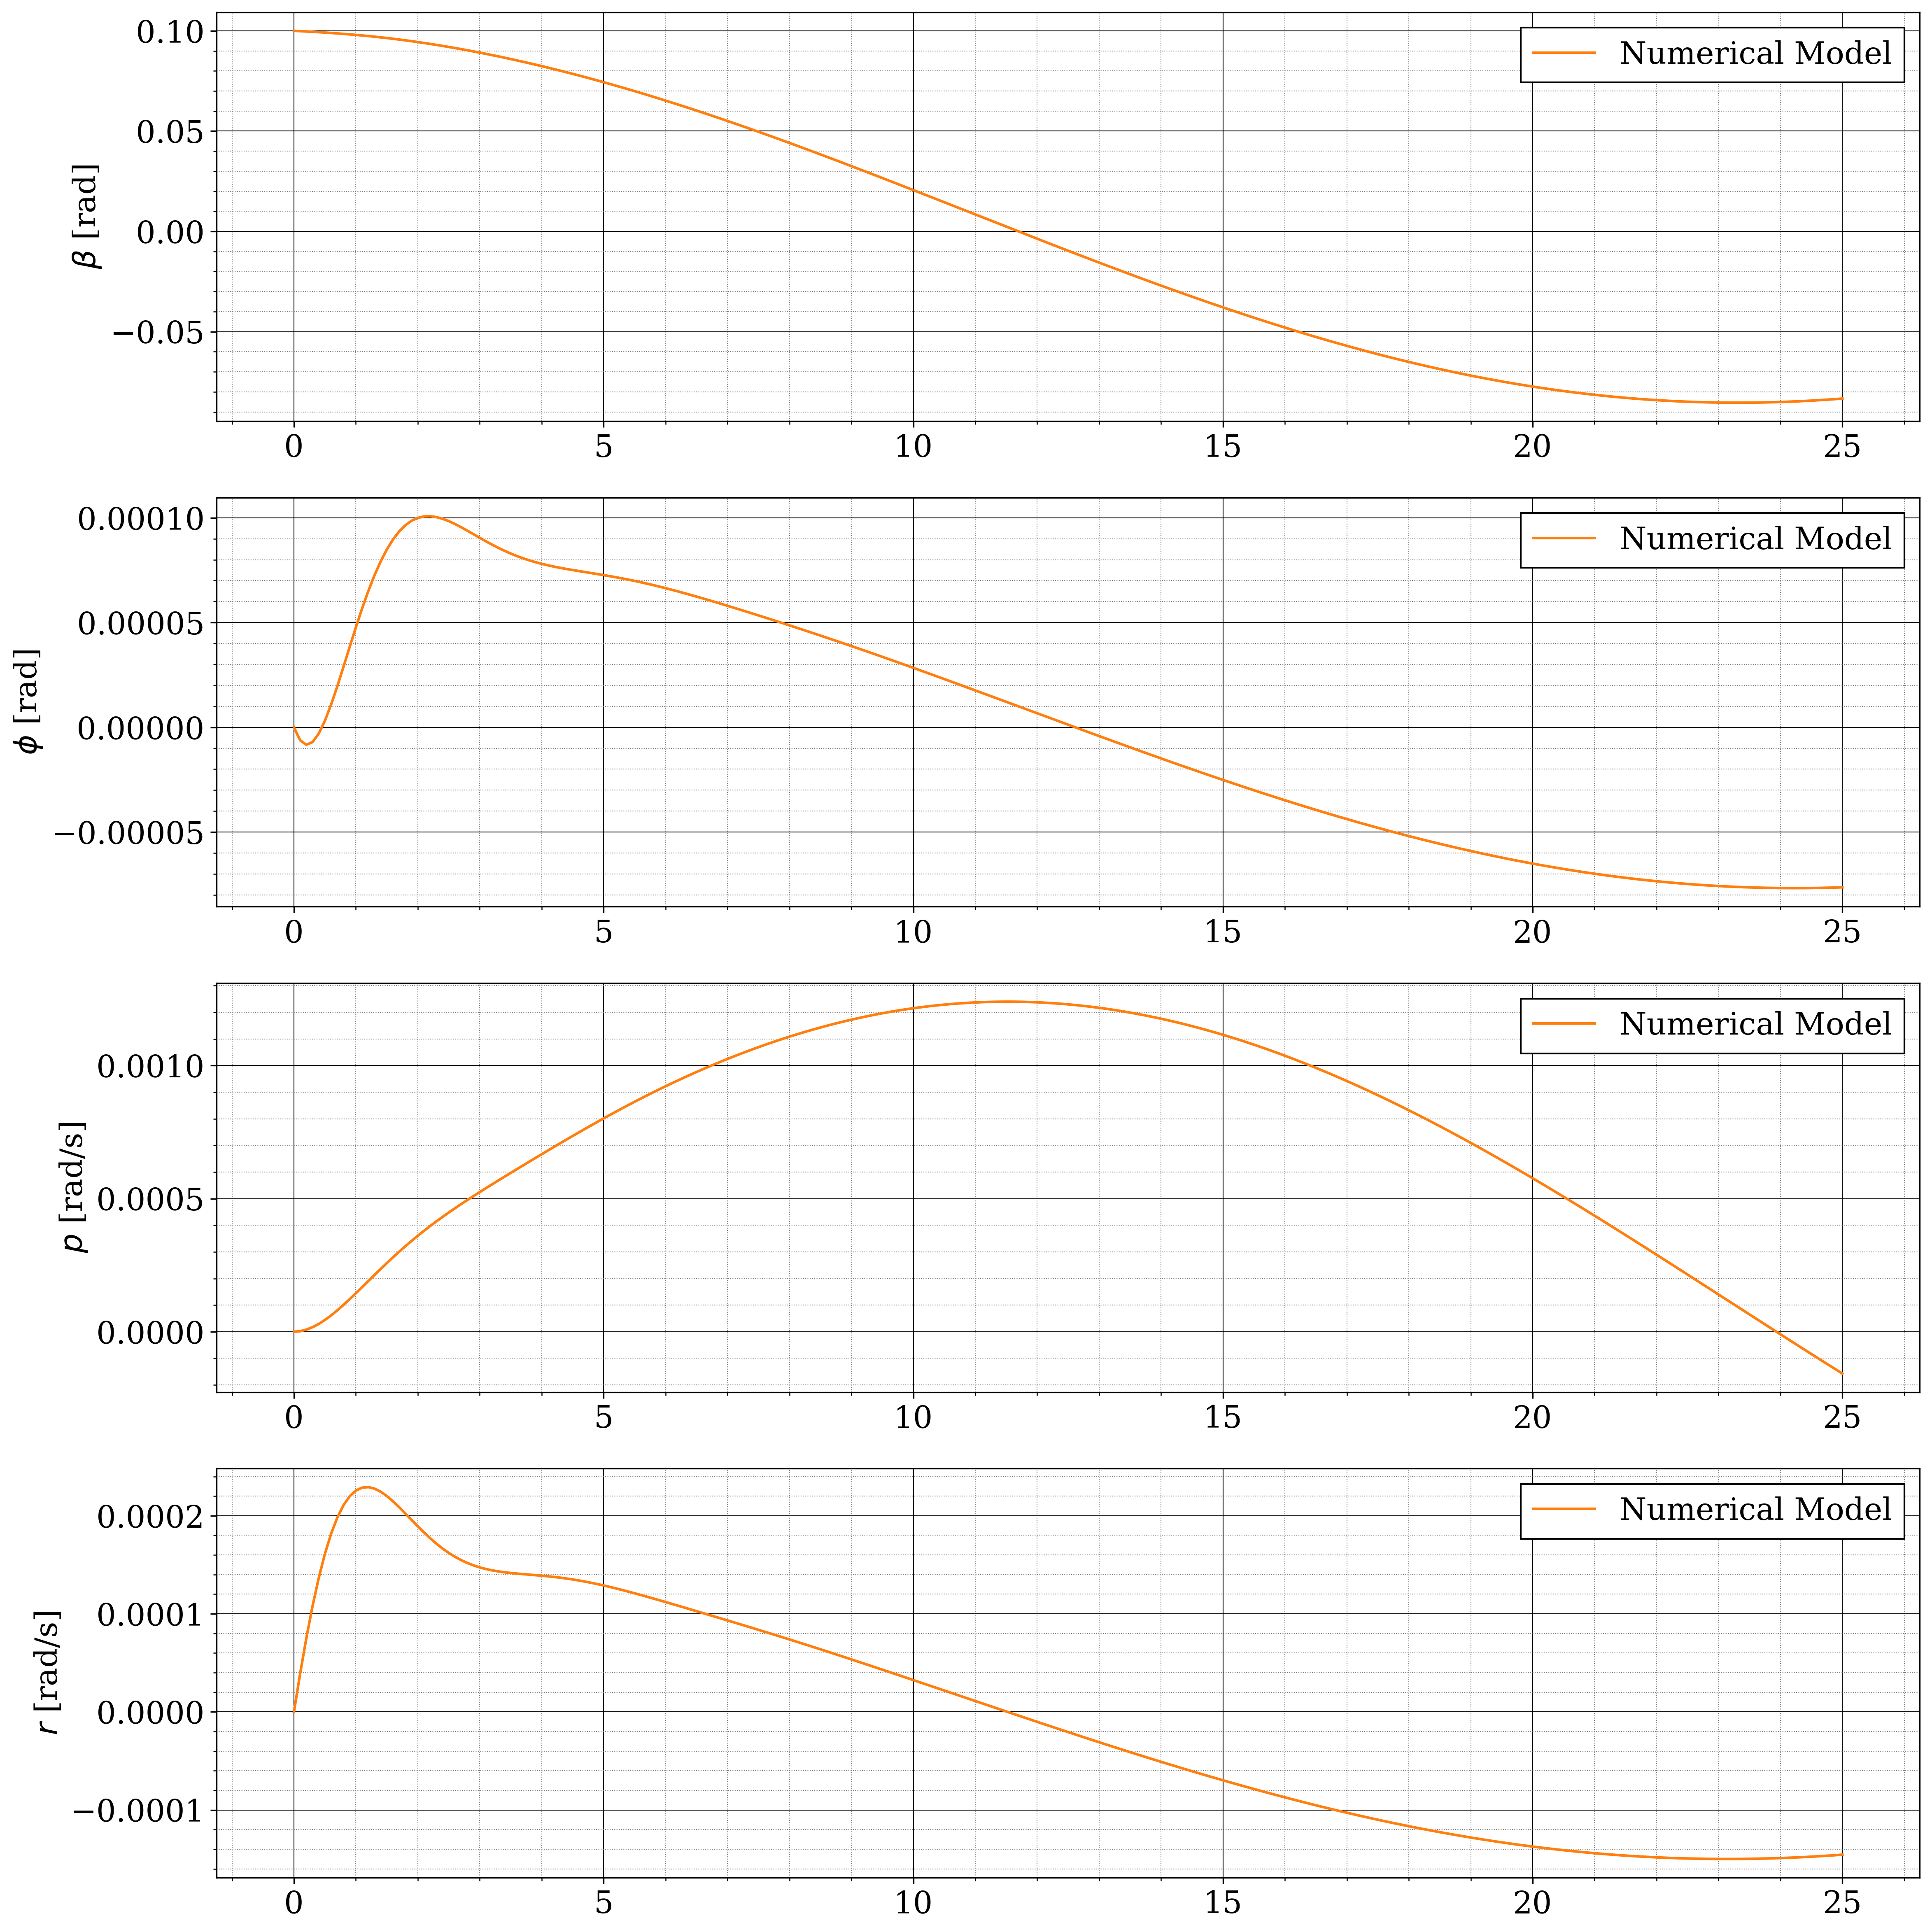 0.10
0.05
0.00
−0.05
β [rad]
Numerical Model
0 5 10 15 20 25
0.00010
0.00005
0.00000
−0.00005
ϕ [rad]
Numerical Model
0 5 10 15 20 25
0.0010
0.0005
0.0000
p [rad/s]
Numerical Model
0 5 10 15 20 25
0.0002
0.0001
0.0000
−0.0001
r [rad/s]
Numerical Model
0 5 10 15 20 25